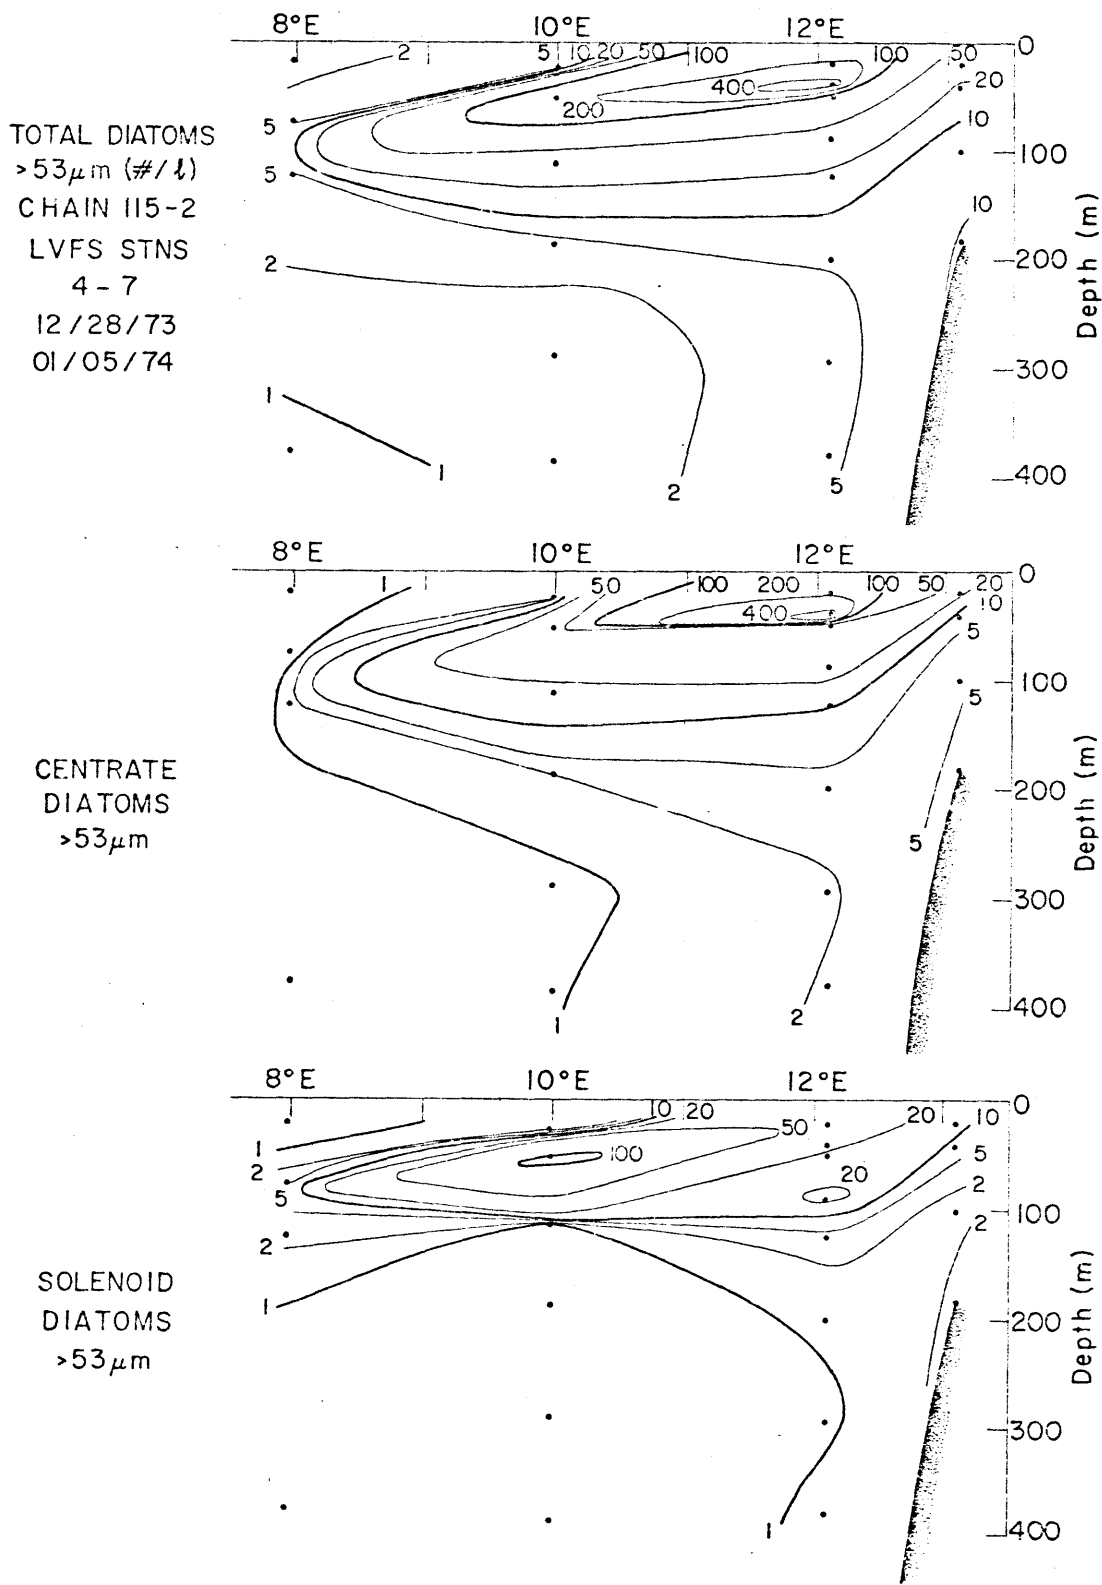 8°E 10°E 12°E
2 5 10 20 50 100 100 50 0
400 20
200
5 10
TOTAL DIATOMS
>53μm (#/ℓ)
CHAIN 115-2
LVFS STNS
4-7
12/28/73
01/05/74
100
5
10
2 200
Depth (m)
300
1
1 2 5 400
8°E 10°E 12°E
1 50 100 200 100 50 20 0
400 10
5
100
5
CENTRATE
DIATOMS
>53μm
200
Depth (m)
5
300
2 400
1
8°E 10°E 12°E
10 20 20 10 0
1 50
2 100 5
5 20 2
100
2 2
1
SOLENOID
DIATOMS
>53μm
200
Depth (m)
300
1 400